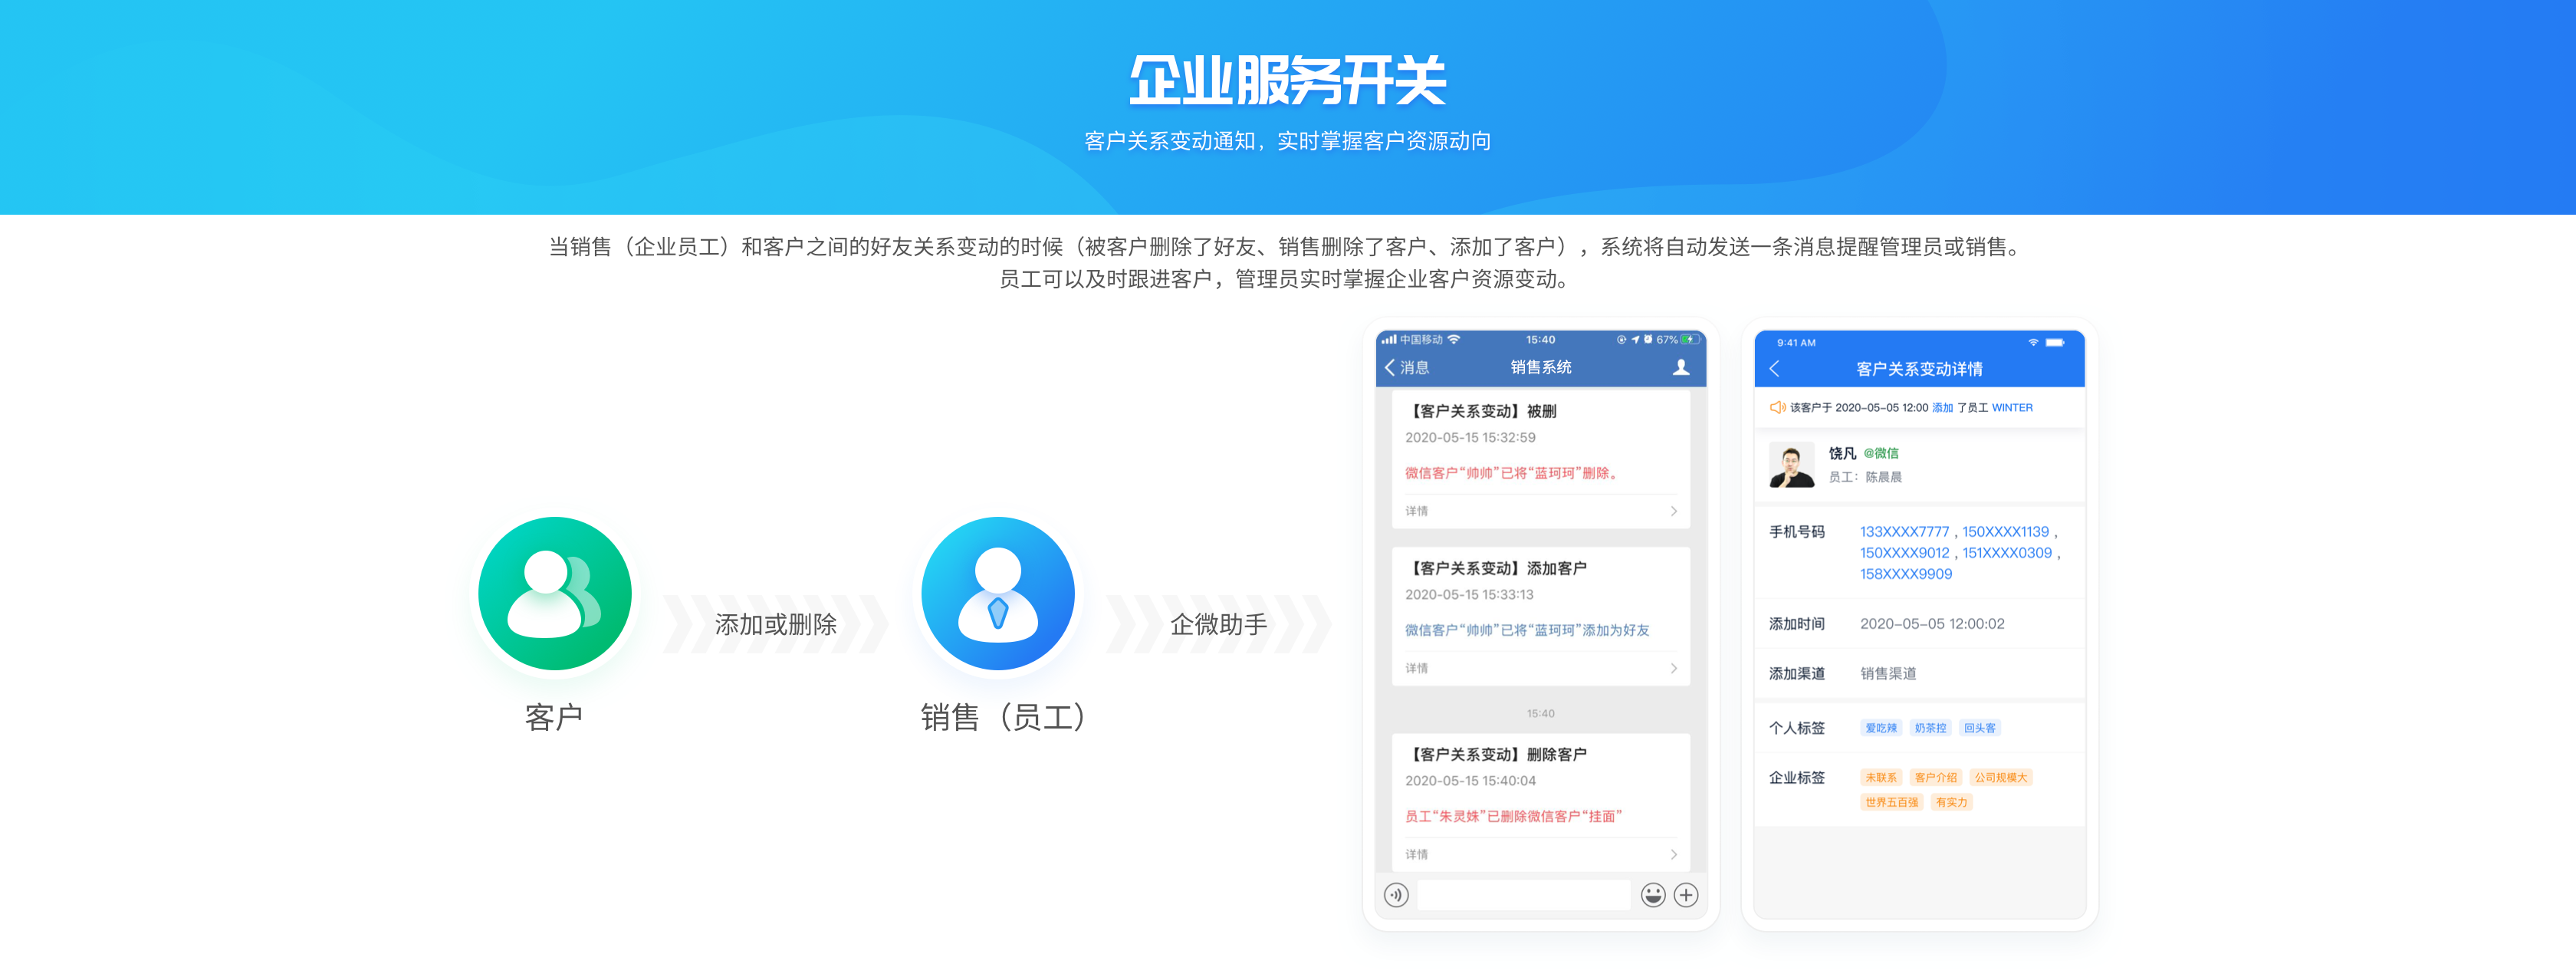 企业服务开关
客户关系变动通知，实时掌握客户资源动向
当销售（企业员工）和客户之间的好友关系变动的时候（被客户删除了好友、销售删除了客户、添加了客户），系统将自动发送一条消息提醒管理员或销售。
员工可以及时跟进客户，管理员实时掌握企业客户资源变动。
客户
添加或删除
销售（员工）
企微助手
中国移动 15:40 67%
消息 销售系统
【客户关系变动】被删
2020-05-15 15:32:59
微信客户“帅帅”已将“蓝珂珂”删除。
详情
【客户关系变动】添加客户
2020-05-15 15:33:13
微信客户“帅帅”已将“蓝珂珂”添加为好友
详情
15:40
【客户关系变动】删除客户
2020-05-15 15:40:04
员工“朱灵姝”已删除微信客户“挂面”
详情
9:41 AM
客户关系变动详情
该客户于 2020-05-05 12:00 添加 了员工 WINTER
饶凡 @微信
员工：陈晨晨
手机号码 133XXXX7777 , 150XXXX1139 ,
150XXXX9012 , 151XXXX0309 ,
158XXXX9909
添加时间 2020-05-05 12:00:02
添加渠道 销售渠道
个人标签 爱吃辣 奶茶控 回头客
企业标签 未联系 客户介绍 公司规模大
世界五百强 有实力